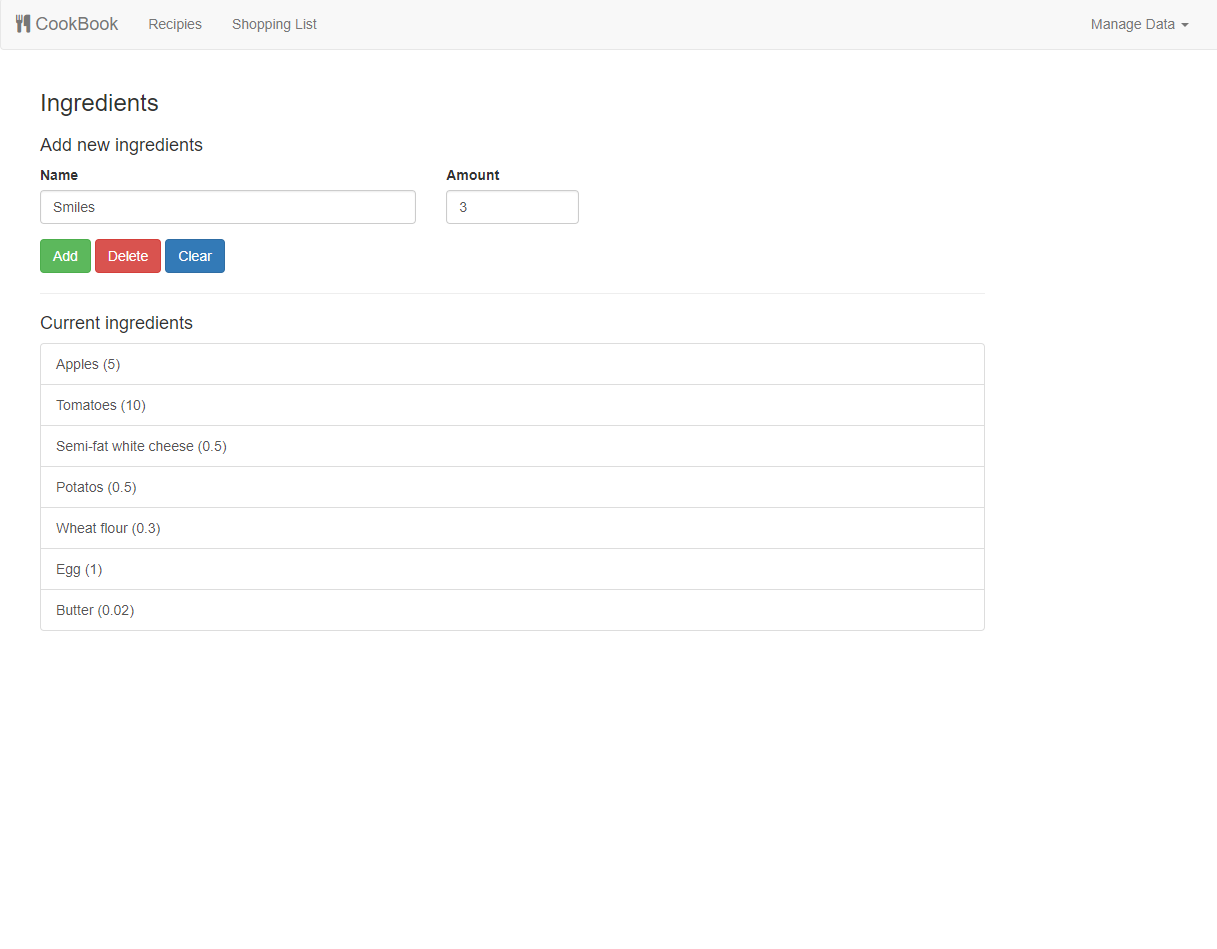 CookBook Recipies Shopping List Manage Data
Ingredients
Add new ingredients
Name Amount
Smiles 3
Add Delete Clear
Current ingredients
Apples (5)
Tomatoes (10)
Semi-fat white cheese (0.5)
Potatos (0.5)
Wheat flour (0.3)
Egg (1)
Butter (0.02)